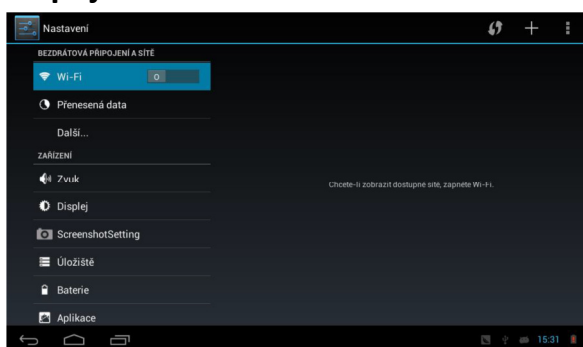 Nastavení
BEZDRÁTOVÁ PŘIPOJENÍ A SÍTĚ
Wi-Fi
0
Přenesená data
Další...
ZAŘÍZENÍ
Zvuk
Displej
ScreenshotSetting
Úložiště
Baterie
Aplikace
Chcete-li zobrazit dostupné sítě, zapněte Wi-Fi.
15:31